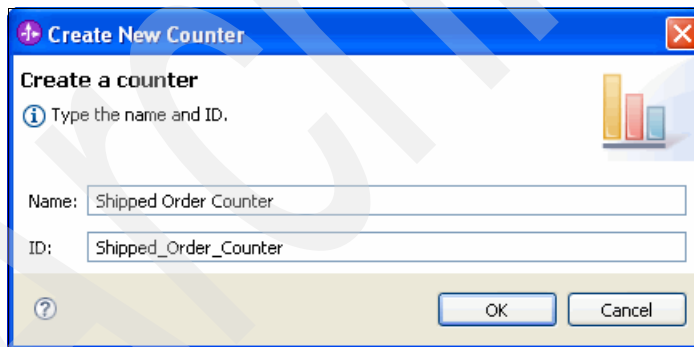 Create New Counter
Create a counter
Type the name and ID.
Name: Shipped Order Counter
ID: Shipped_Order_Counter
OK Cancel